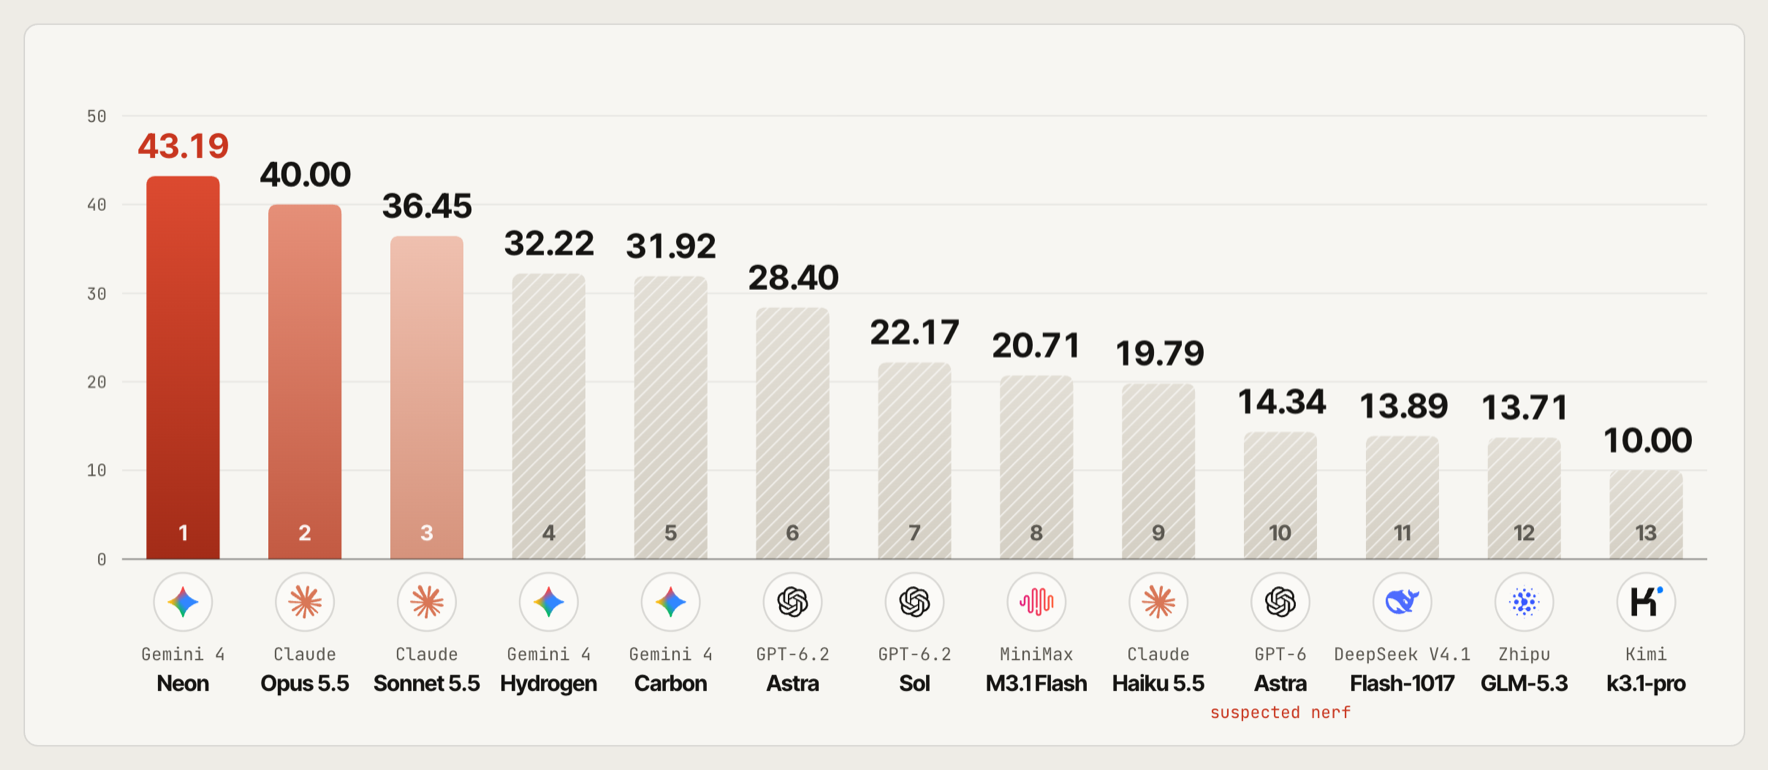 50
40
30
20
10
0
43.19
40.00
36.45
32.22
31.92
28.40
22.17
20.71
19.79
14.34
13.89
13.71
10.00
1
2
3
4
5
6
7
8
9
10
11
12
13
Gemini 4
Neon
Claude
Opus 5.5
Claude
Sonnet 5.5
Gemini 4
Hydrogen
Gemini 4
Carbon
GPT-6.2
Astra
GPT-6.2
Sol
MiniMax
M3.1 Flash
Claude
Haiku 5.5
GPT-6
Astra
suspected nerf
DeepSeek V4.1
Flash-1017
Zhipu
GLM-5.3
Kimi
k3.1-pro